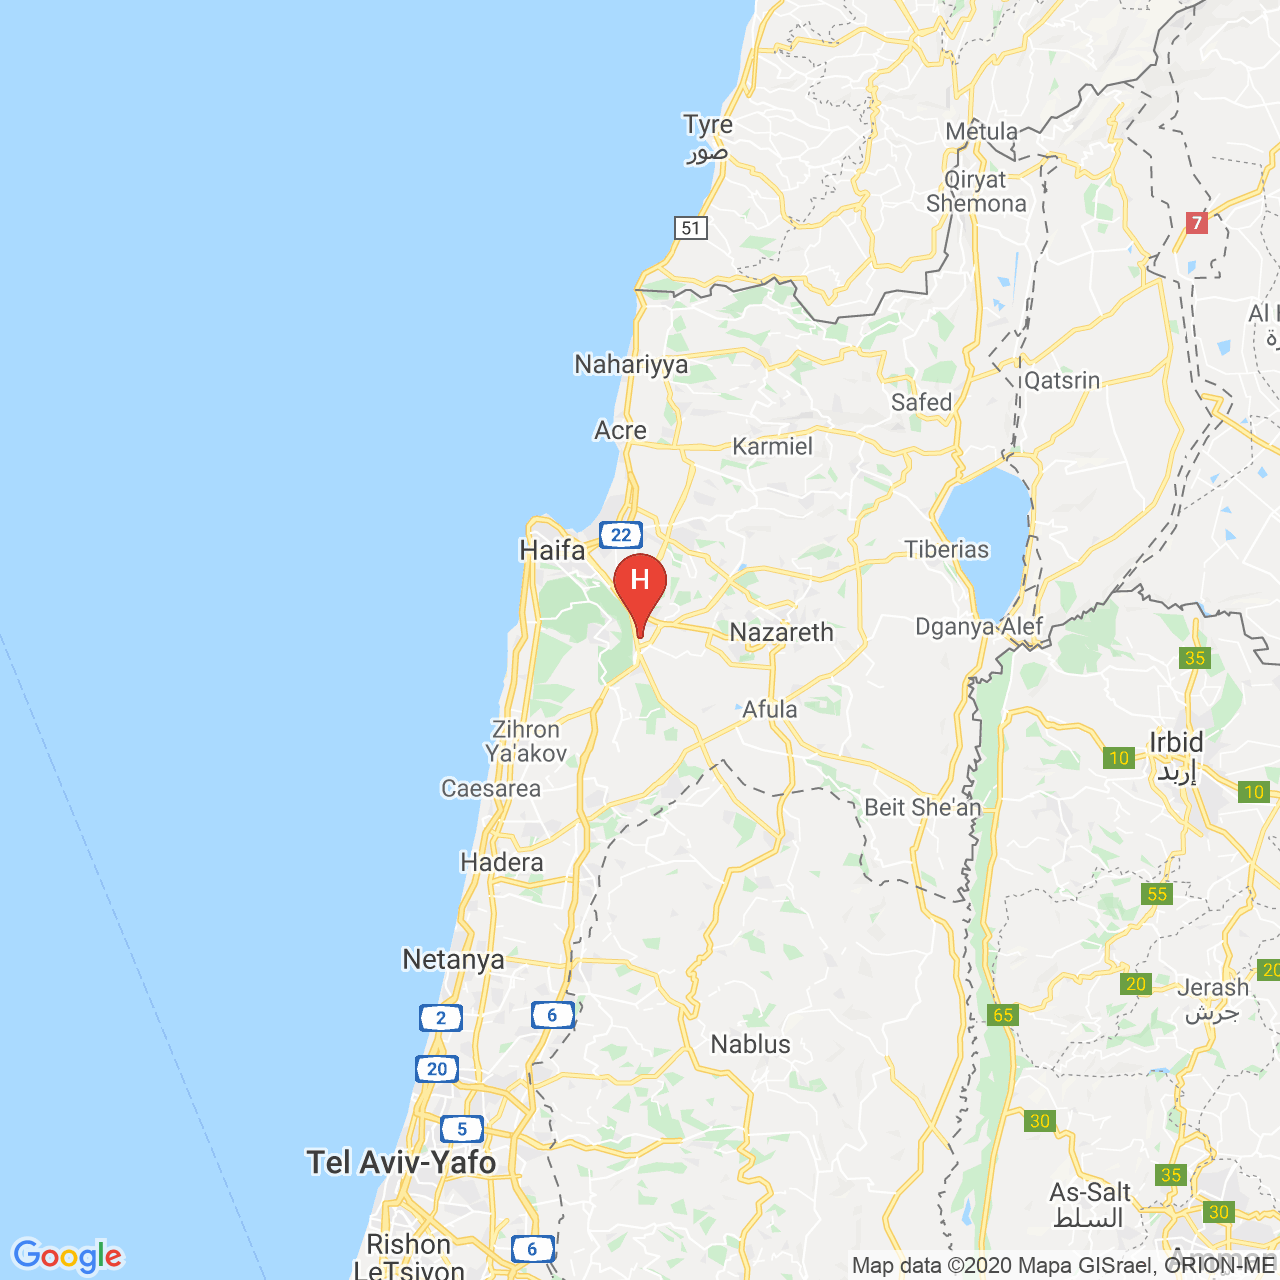 Tyre
صور
Metula
Qiryat
Shemona
51
7
Al
Nahariyya
Qatsrin
Safed
Acre
Karmiel
22
Haifa
Tiberias
H
Nazareth
Dganya Alef
35
Afula
Zihron
Ya'akov
Irbid
إربد
10
Caesarea
10
Beit She'an
Hadera
55
Netanya
20
20
Jerash
جرش
2
6
65
Nablus
20
30
5
Tel Aviv-Yafo
35
As-Salt
السلط
30
Rishon
LeTsiyon
6
Google
Amman
Map data ©2020 Mapa GISrael, ORION-ME